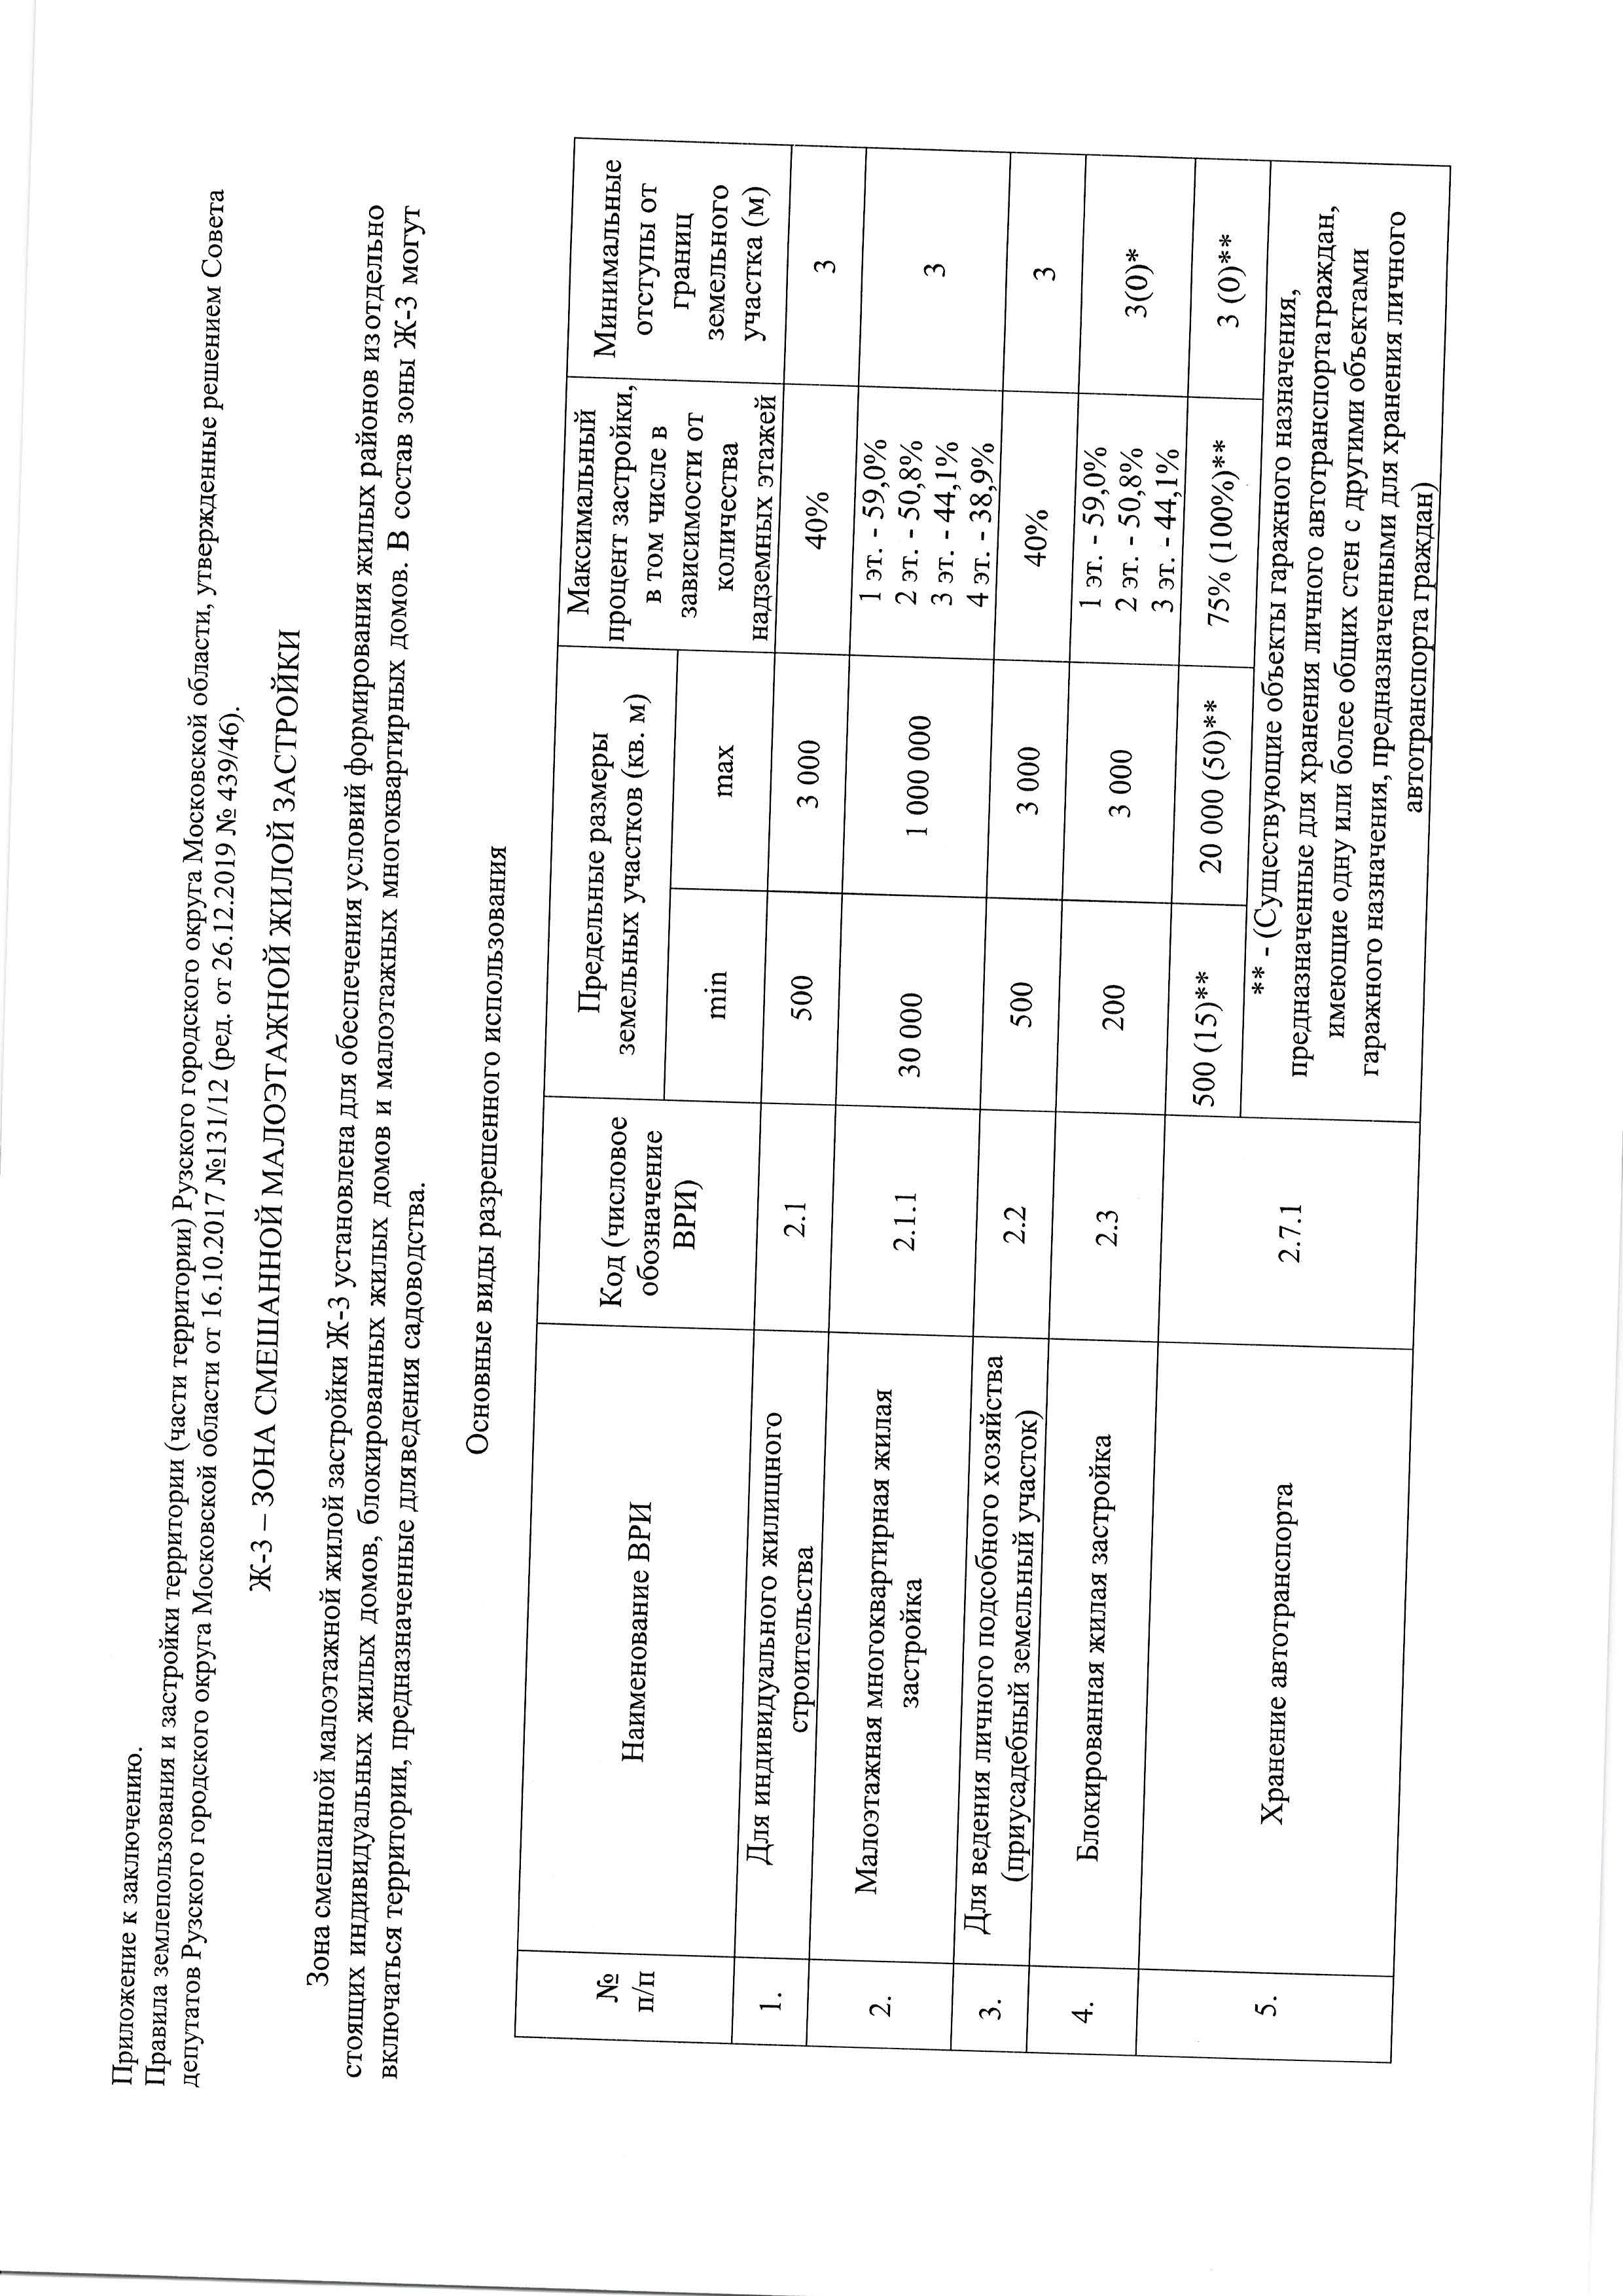 Приложение к заключению.
Правила землепользования и застройки территории (части территории) Рузского городского округа Московской области, утвержденные решением Совета
депутатов Рузского городского округа Московской области от 16.10.2017 №131/12 (ред. от 26.12.2019 № 439/46).
Ж-3 – ЗОНА СМЕШАННОЙ МАЛОЭТАЖНОЙ ЖИЛОЙ ЗАСТРОЙКИ
Зона смешанной малоэтажной жилой застройки Ж-3 установлена для обеспечения условий формирования жилых районов из отдельно
стоящих индивидуальных жилых домов, блокированных жилых домов и малоэтажных многоквартирных домов. В состав зоны Ж-3 могут
включаться территории, предназначенные для ведения садоводства.
Основные виды разрешенного использования
№
п/п
Наименование ВРИ
Код (числовое
обозначение
ВРИ)
Предельные размеры
земельных участков (кв. м)
min
max
Максимальный
процент застройки,
в том числе в
зависимости от
количества
надземных этажей
Минимальные
отступы от
границ
земельного
участка (м)
1.
Для индивидуального жилищного
строительства
2.1
500
3 000
40%
3
2.
Малоэтажная многоквартирная жилая
застройка
2.1.1
30 000
1 000 000
1 эт. - 59,0%
2 эт. - 50,8%
3 эт. - 44,1%
4 эт. - 38,9%
3
3.
Для ведения личного подсобного хозяйства
(приусадебный земельный участок)
2.2
500
3 000
40%
3
4.
Блокированная жилая застройка
2.3
200
3 000
1 эт. - 59,0%
2 эт. - 50,8%
3 эт. - 44,1%
3(0)*
5.
Хранение автотранспорта
2.7.1
500 (15)**
20 000 (50)**
75% (100%)**
3 (0)**
** - (Существующие объекты гаражного назначения,
предназначенные для хранения личного автотранспорта граждан,
имеющие одну или более общих стен с другими объектами
гаражного назначения, предназначенными для хранения личного
автотранспорта граждан)